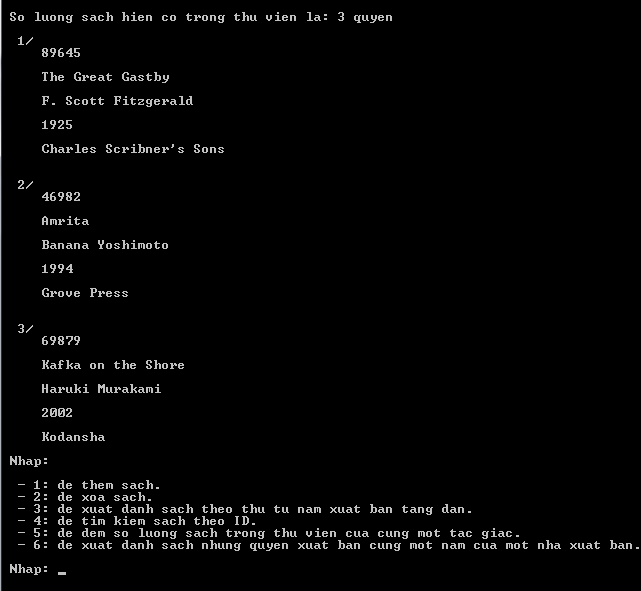 So luong sach hien co trong thu vien la: 3 quyen
1/
89645
The Great Gastby
F. Scott Fitzgerald
1925
Charles Scribner's Sons
2/
46982
Amrita
Banana Yoshimoto
1994
Grove Press
3/
69879
Kafka on the Shore
Haruki Murakami
2002
Kodansha
Nhap:
- 1: de them sach.
- 2: de xoa sach.
- 3: de xuat danh sach theo thu tu nam xuat ban tang dan.
- 4: de tim kiem sach theo ID.
- 5: de dem so luong sach trong thu vien cua cung mot tac giac.
- 6: de xuat danh sach nhung quyen xuat ban cung mot nam cua mot nha xuat ban.
Nhap: _